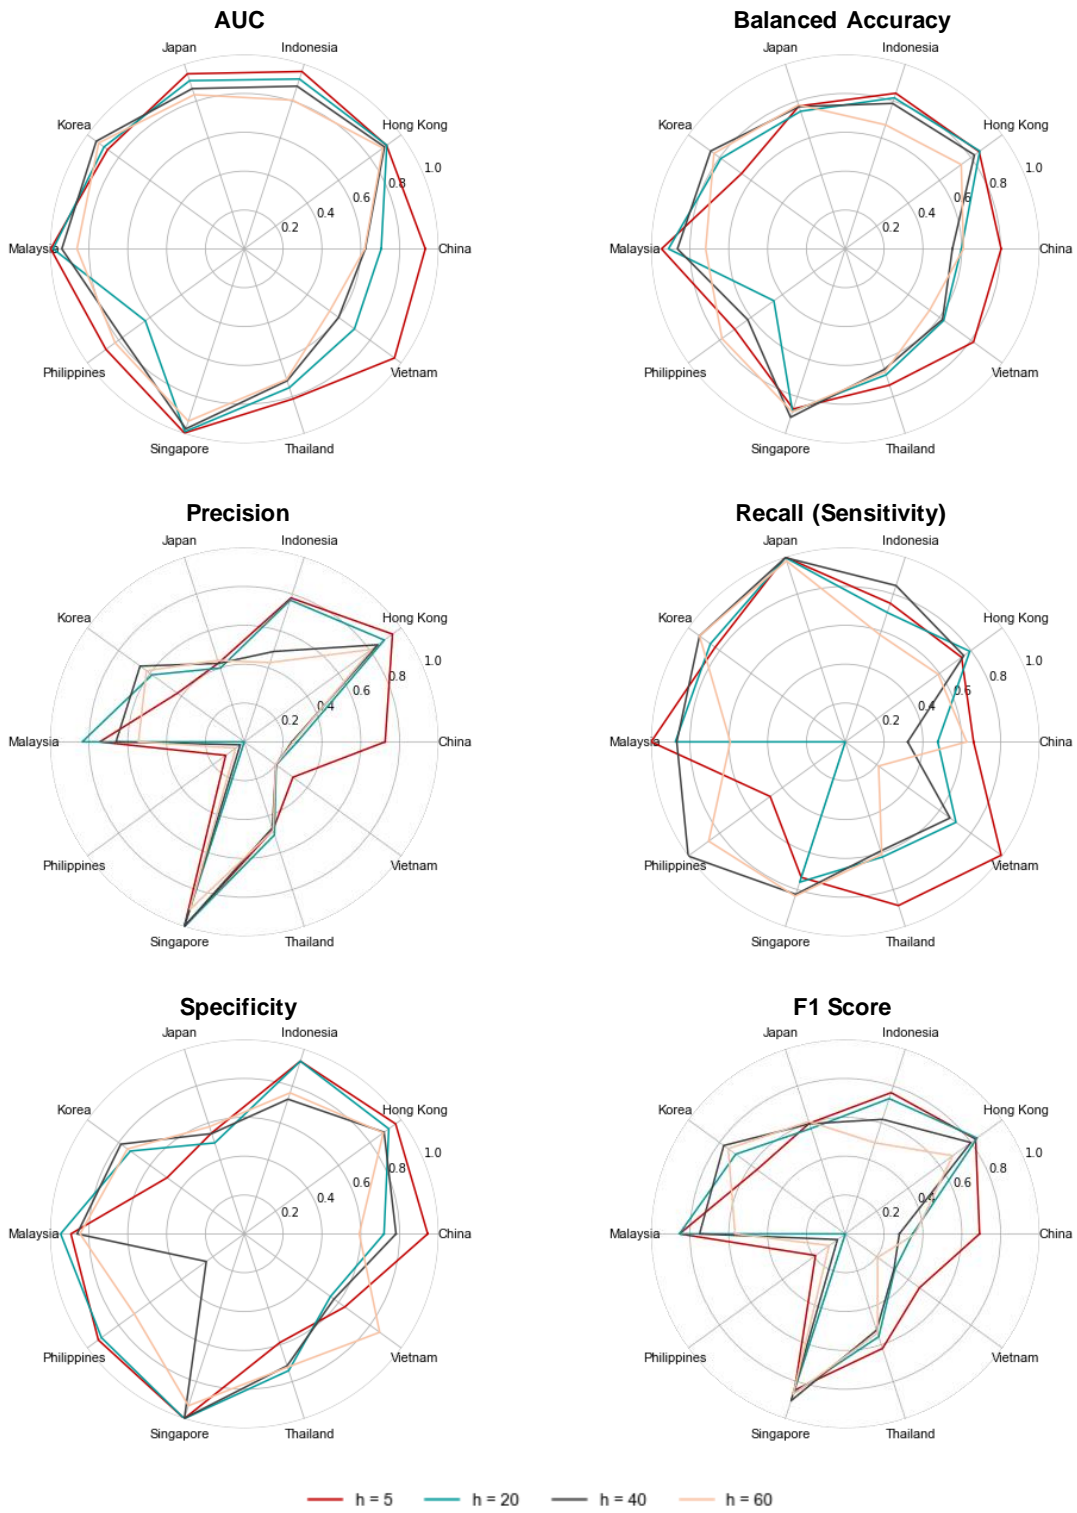 AUC
Balanced Accuracy
Japan
Indonesia
Japan
Indonesia
Korea
Hong Kong
Korea
Hong Kong
1.0
1.0
0.8
0.8
0.6
0.6
0.4
0.4
0.2
0.2
Malaysia
China
Malaysia
China
Philippines
Vietnam
Philippines
Vietnam
Singapore
Thailand
Singapore
Thailand
Precision
Recall (Sensitivity)
Japan
Indonesia
Japan
Indonesia
Korea
Hong Kong
Korea
Hong Kong
1.0
1.0
0.8
0.8
0.6
0.6
0.4
0.4
0.2
0.2
Malaysia
China
Malaysia
China
Philippines
Vietnam
Philippines
Vietnam
Singapore
Thailand
Singapore
Thailand
Specificity
F1 Score
Japan
Indonesia
Japan
Indonesia
Korea
Hong Kong
Korea
Hong Kong
1.0
1.0
0.8
0.8
0.6
0.6
0.4
0.4
0.2
0.2
Malaysia
China
Malaysia
China
Philippines
Vietnam
Philippines
Vietnam
Singapore
Thailand
Singapore
Thailand
h = 5
h = 20
h = 40
h = 60